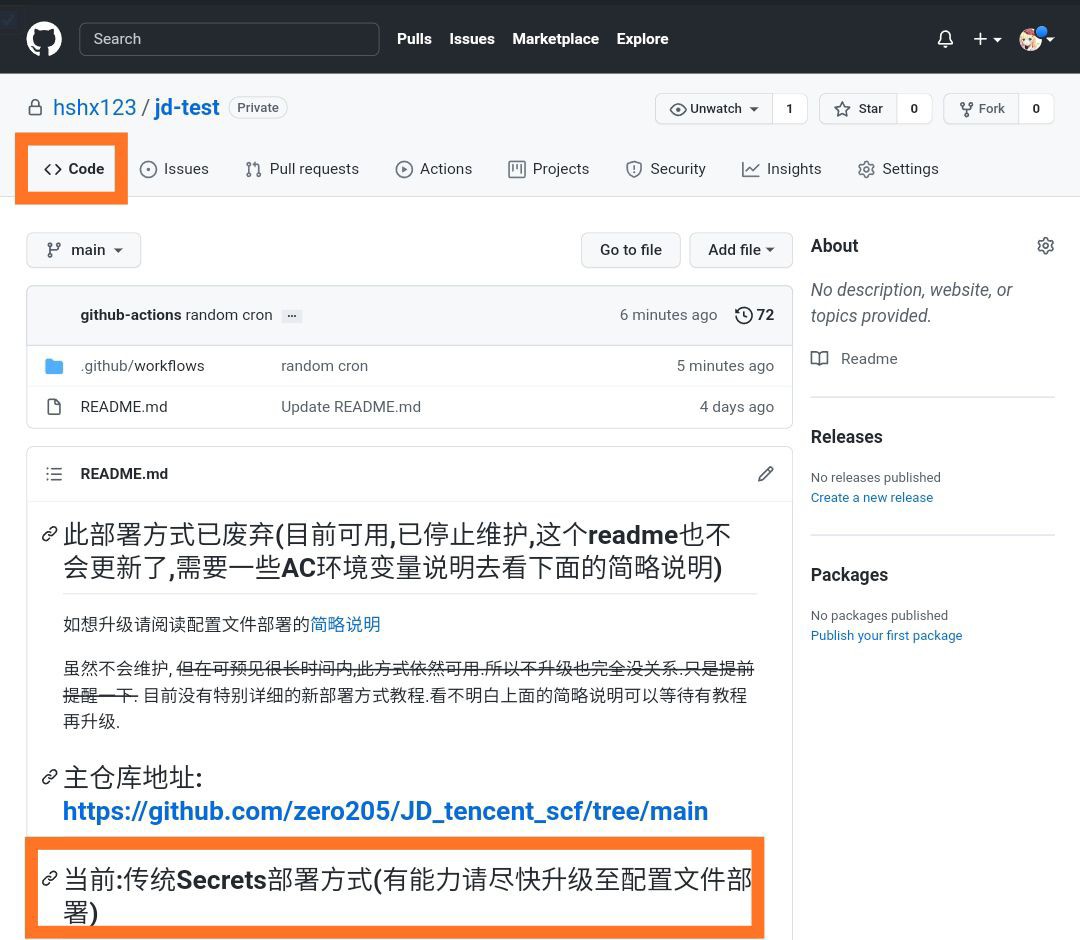 Search
Pulls Issues Marketplace Explore
hshx123 / jd-test Private
Unwatch 1 Star 0 Fork 0
Code Issues Pull requests Actions Projects Security Insights Settings
main Go to file Add file
About
No description, website, or
topics provided.
Readme
github-actions random cron ... 6 minutes ago 72
.github/workflows random cron 5 minutes ago
README.md Update README.md 4 days ago
Releases
No releases published
Create a new release
Packages
No packages published
Publish your first package
README.md
此部署方式已废弃(目前可用,已停止维护,这个readme也不
会更新了,需要一些AC环境变量说明去看下面的简略说明)
如想升级请阅读配置文件部署的简略说明
虽然不会维护, 但在可预见很长时间内,此方式依然可用.所以不升级也完全没关系.只是提前
提醒一下. 目前没有特别详细的新部署方式教程.看不明白上面的简略说明可以等待有教程
再升级.
主仓库地址:
https://github.com/zero205/JD_tencent_scf/tree/main
当前:传统Secrets部署方式(有能力请尽快升级至配置文件部
署)